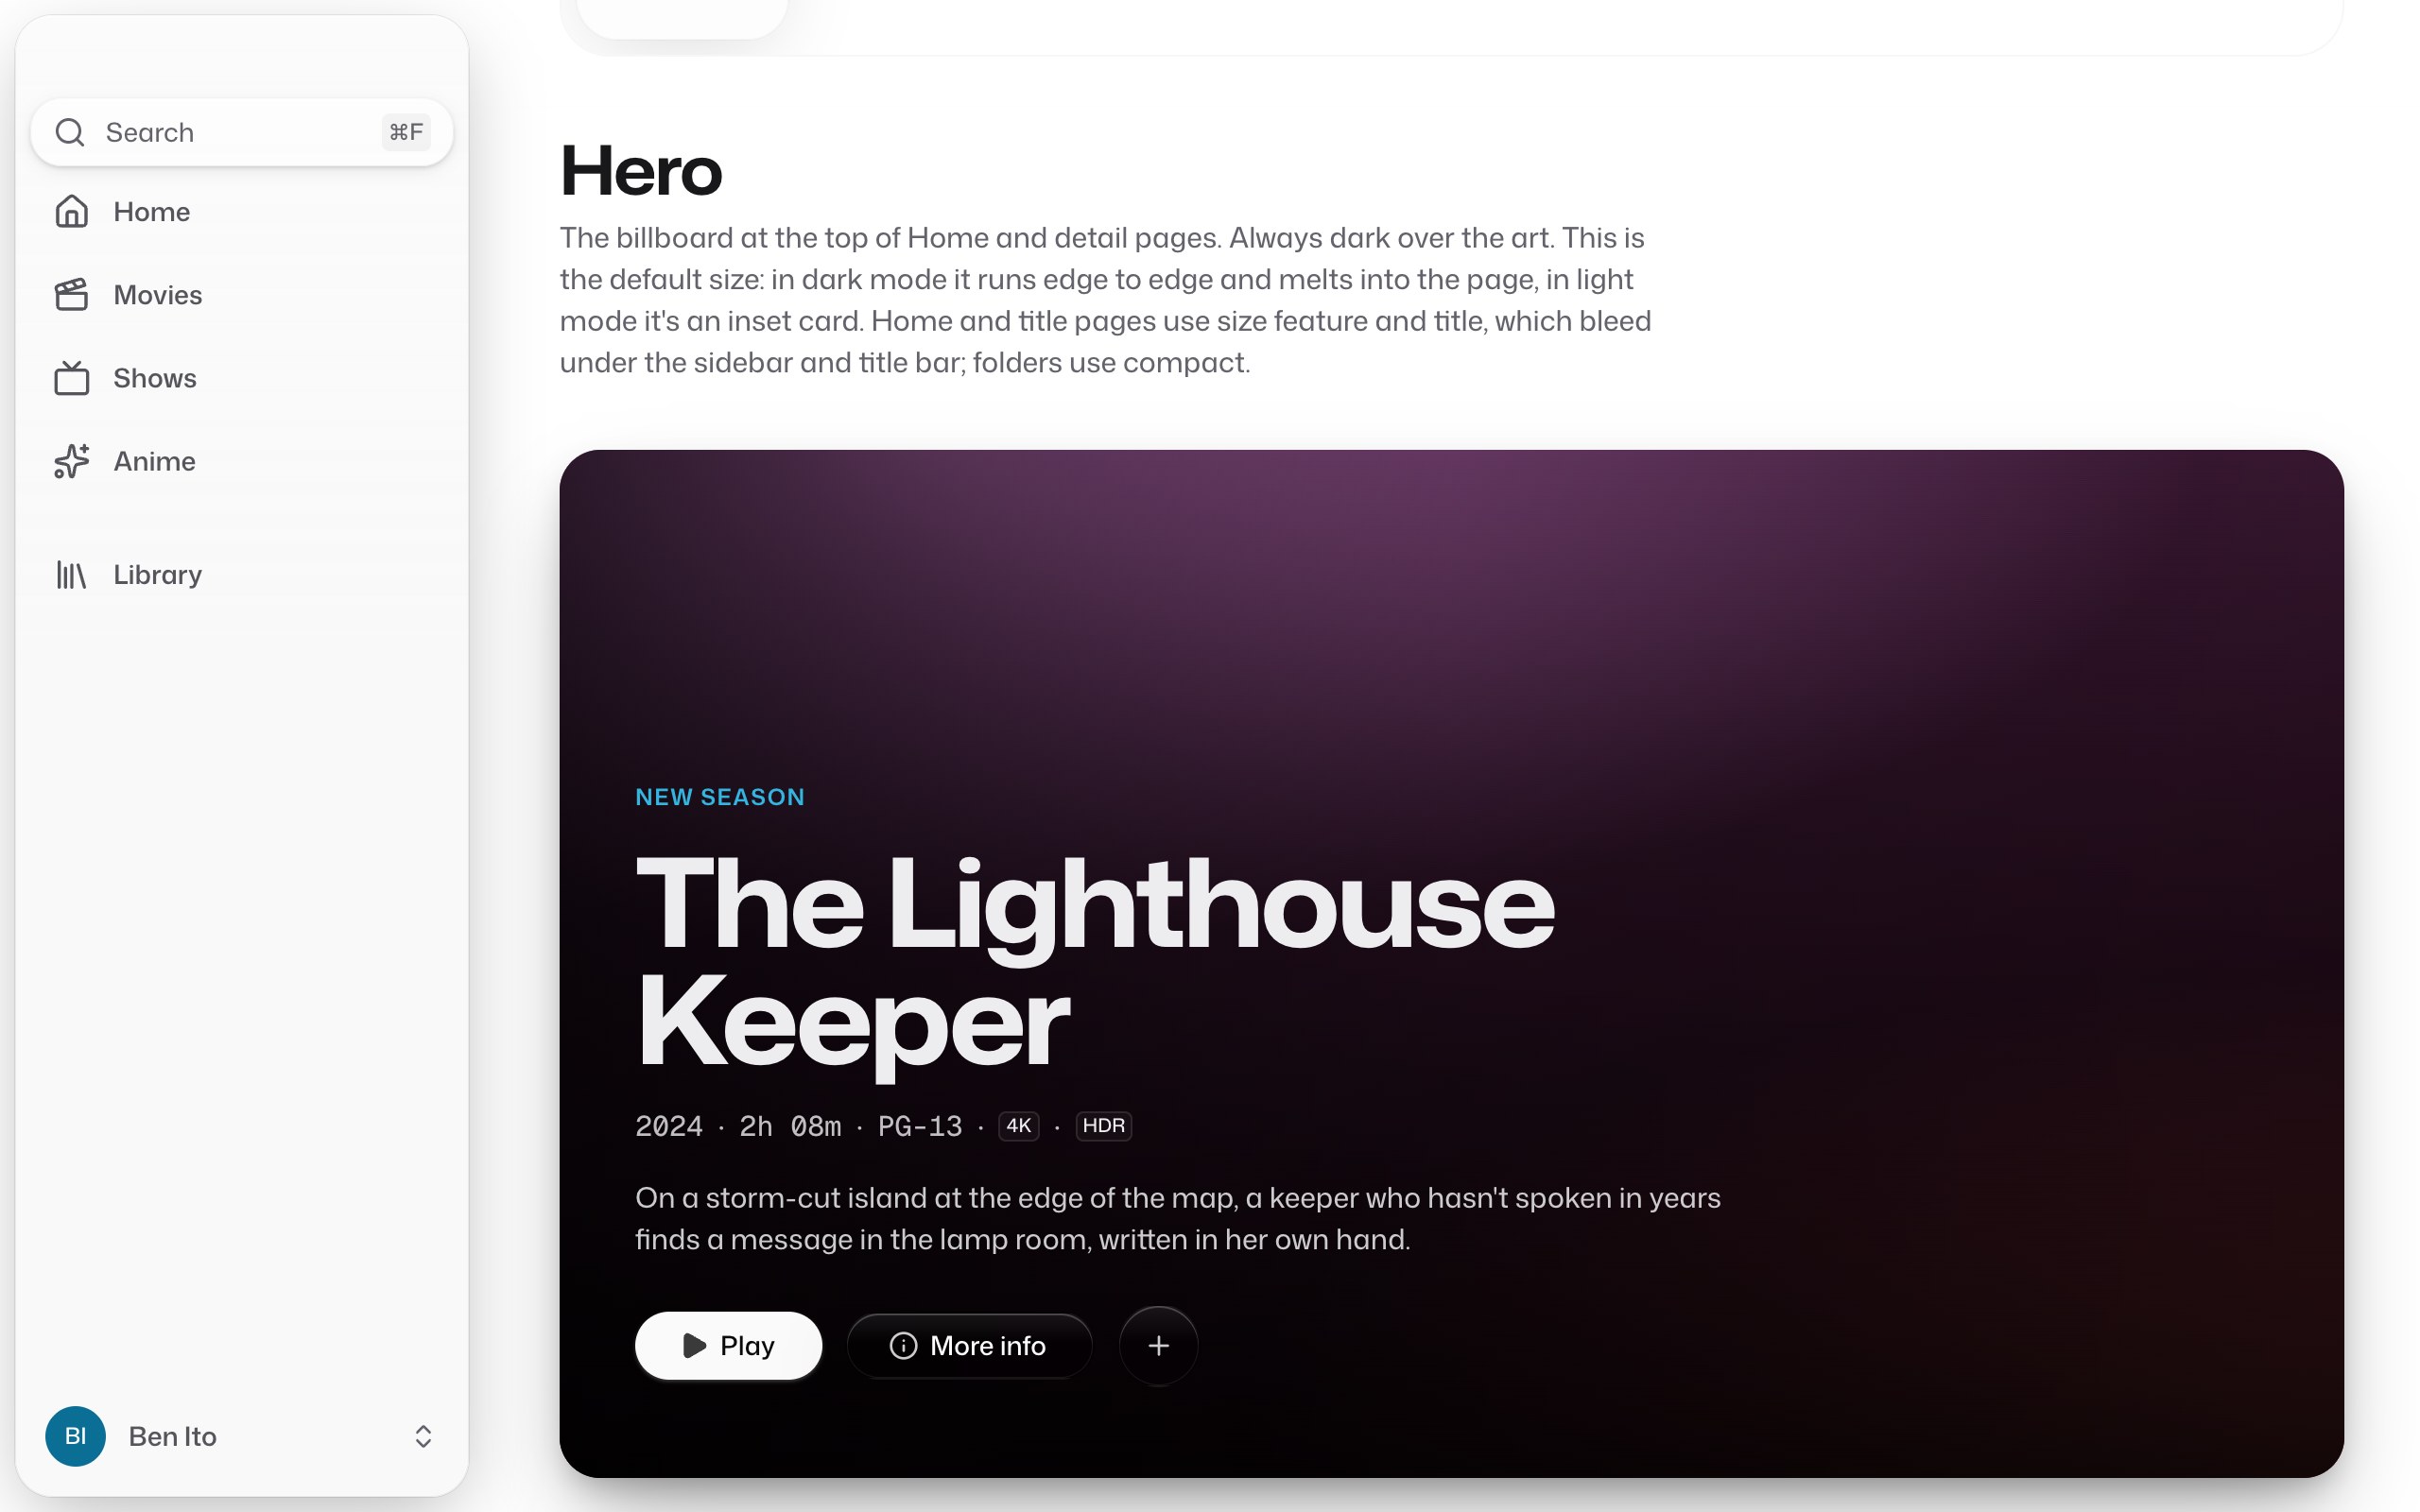 Search ⌘F
Home
Movies
Shows
Anime
Library
Ben Ito
BI
Hero
The billboard at the top of Home and detail pages. Always dark over the art. This is
the default size: in dark mode it runs edge to edge and melts into the page, in light
mode it's an inset card. Home and title pages use size feature and title, which bleed
under the sidebar and title bar; folders use compact.
NEW SEASON
The Lighthouse
Keeper
2024 · 2h 08m · PG-13 · 4K · HDR
On a storm-cut island at the edge of the map, a keeper who hasn't spoken in years
finds a message in the lamp room, written in her own hand.
Play
More info